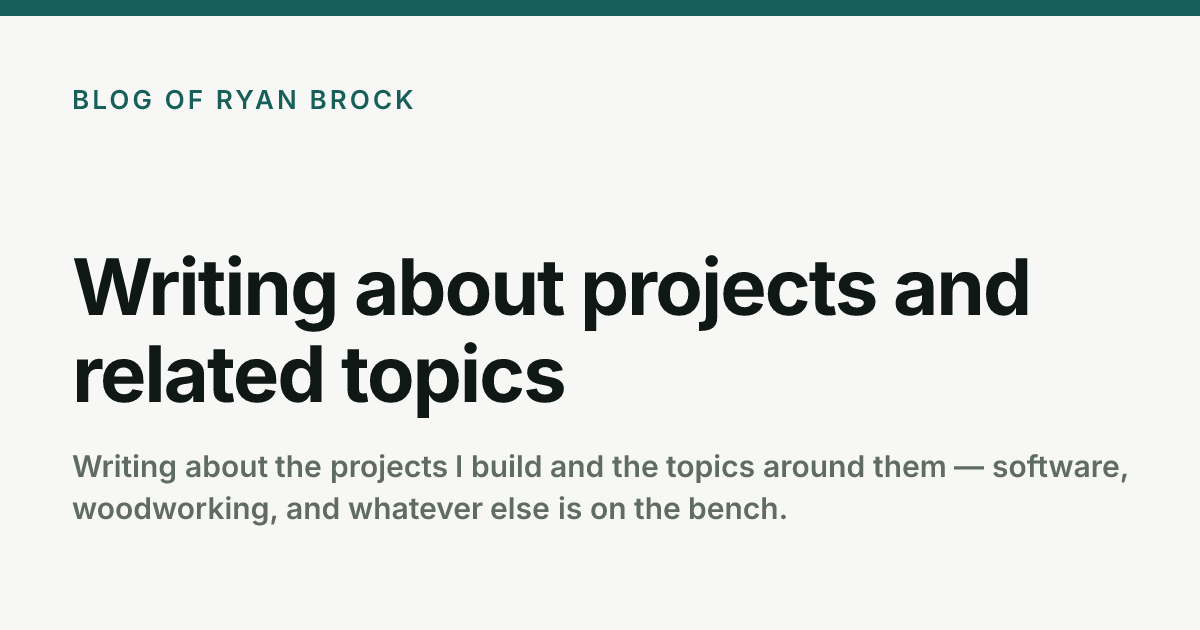 BLOG OF RYAN BROCK
Writing about projects and
related topics
Writing about the projects I build and the topics around them — software,
woodworking, and whatever else is on the bench.